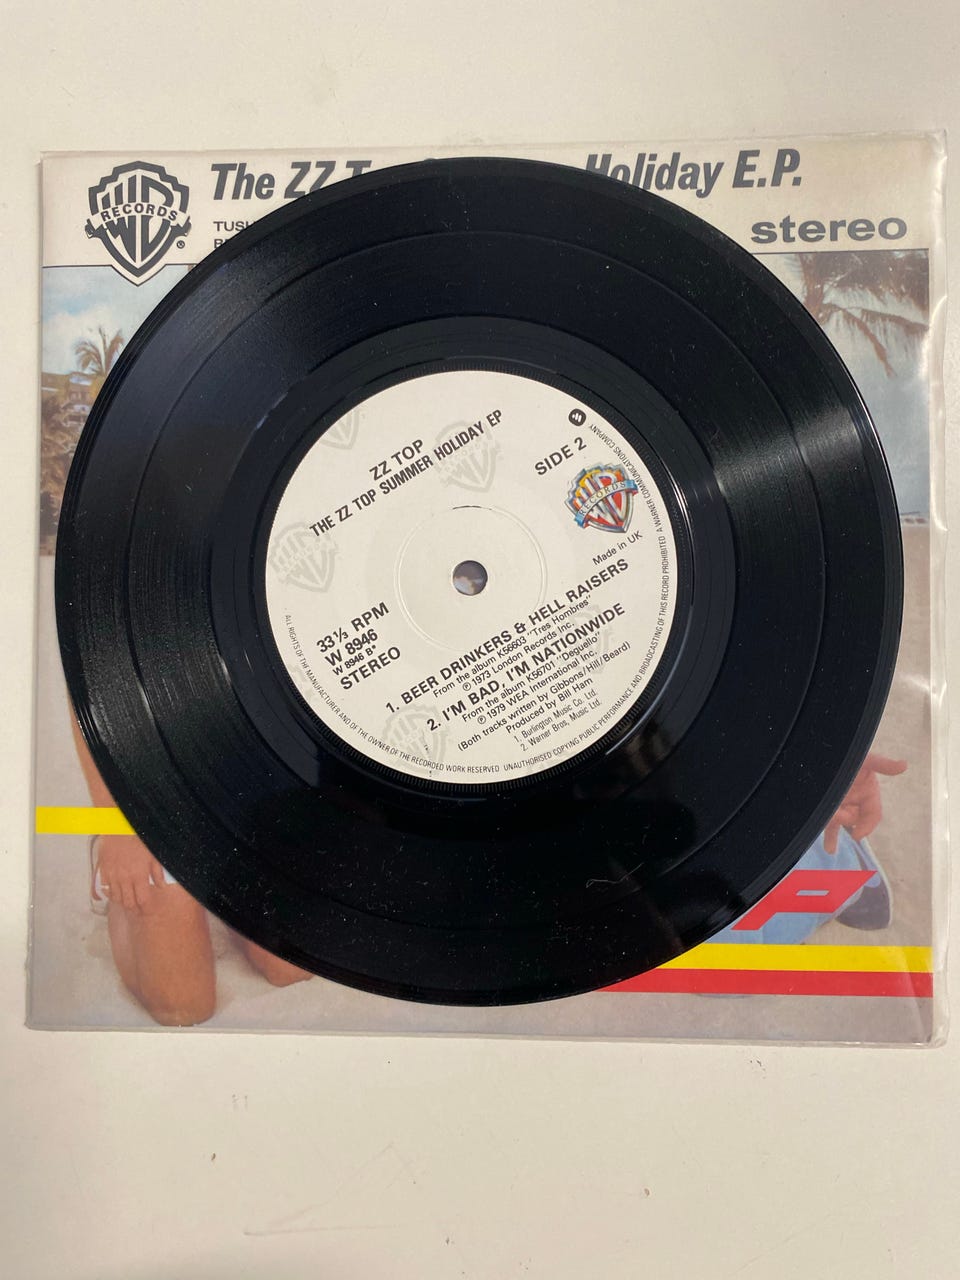 The ZZ Holiday E.P.
RECORDS
W
®
stereo
ZZ TOP
THE ZZ TOP SUMMER HOLIDAY EP
SIDE 2
RECORDS
Made in UK
33⅓ RPM
W 8946
W 8946 B*
STEREO
1. BEER DRINKERS & HELL RAISERS
From the album K56603 "Tres Hombres"
℗ 1973 London Records Inc.
2. I'M BAD, I'M NATIONWIDE
From the album K56701 "Deguello"
℗ 1979 WEA International Inc.
(Both tracks written by Gibbons/Hill/Beard)
Produced by Bill Ham
1. Burlington Music Co. Ltd.
2. Warner Bros, Music Ltd.
ALL RIGHTS OF THE MANUFACTURER AND OF THE OWNER OF THE RECORDED WORK RESERVED UNAUTHORISED COPYING PUBLIC PERFORMANCE AND BROADCASTING OF THIS RECORD PROHIBITED A WARNER COMMUNICATIONS COMPANY
P